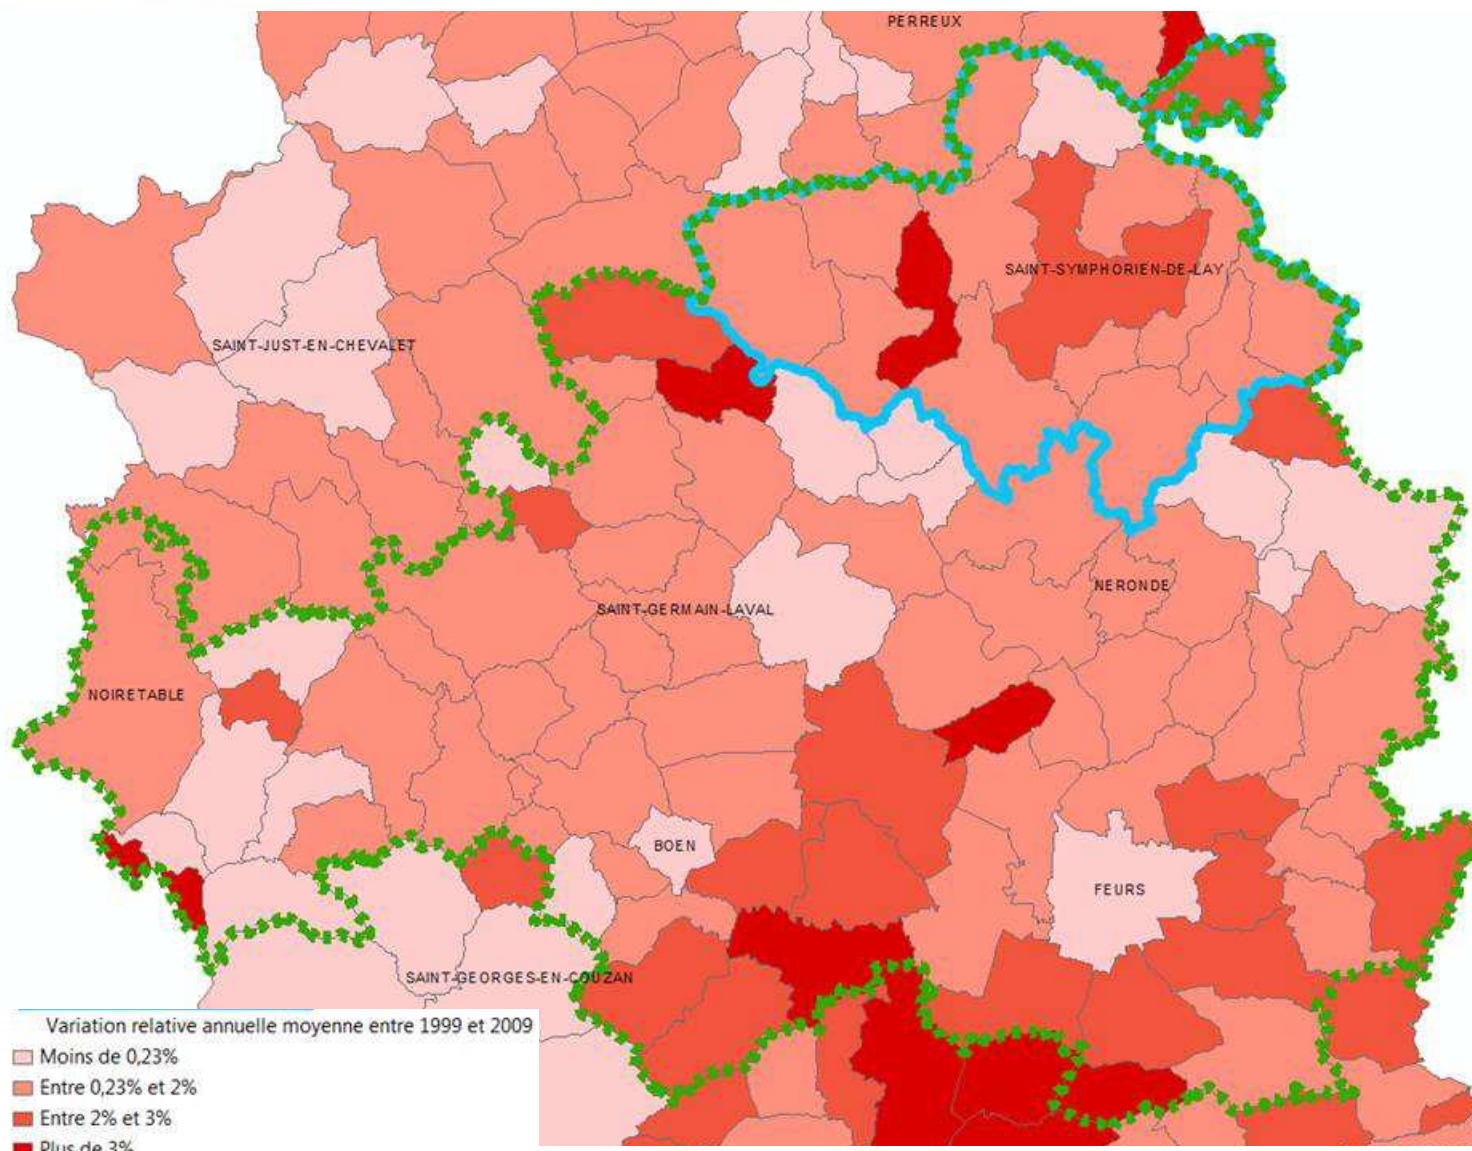 PERREUX
SAINT-SYMPHORIEN-DE-LAY
SAINT-JUST-EN-CHEVALET
NERONDE
SAINT-GERMAIN-LAVAL
NOIRETABLE
BOEN
FEURS
SAINT-GEORGES-EN-COUZAN
Variation relative annuelle moyenne entre 1999 et 2009
Moins de 0,23%
Entre 0,23% et 2%
Entre 2% et 3%
Plus de 3%